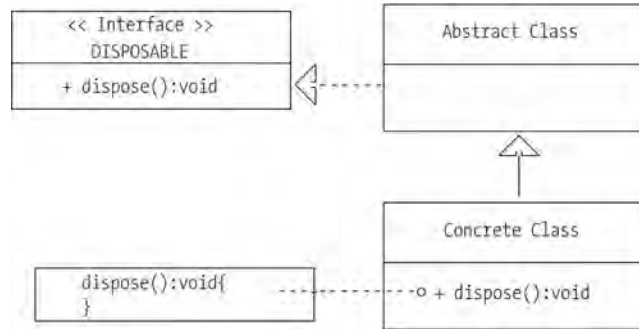 << Interface >>
DISPOSABLE
+ dispose():void
Abstract Class
Concrete Class
+ dispose():void
dispose():void{
}